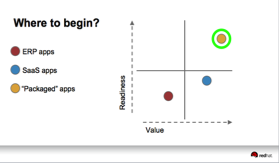 Where to begin?
ERP apps
SaaS apps
"Packaged" apps
Readiness
Value
redhat